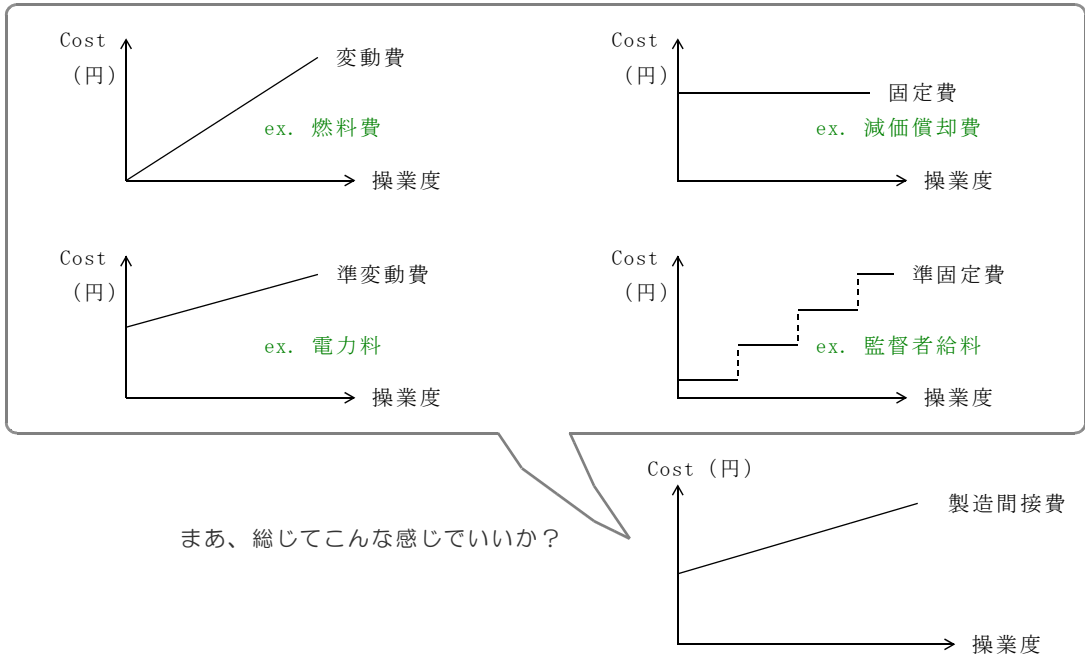 Cost
(円)
変動費
ex. 燃料費
操業度
Cost
(円)
固定費
ex. 減価償却費
操業度
Cost
(円)
準変動費
ex. 電力料
操業度
Cost
(円)
準固定費
ex. 監督者給料
操業度
まあ、総じてこんな感じでいいか？
Cost (円)
製造間接費
操業度